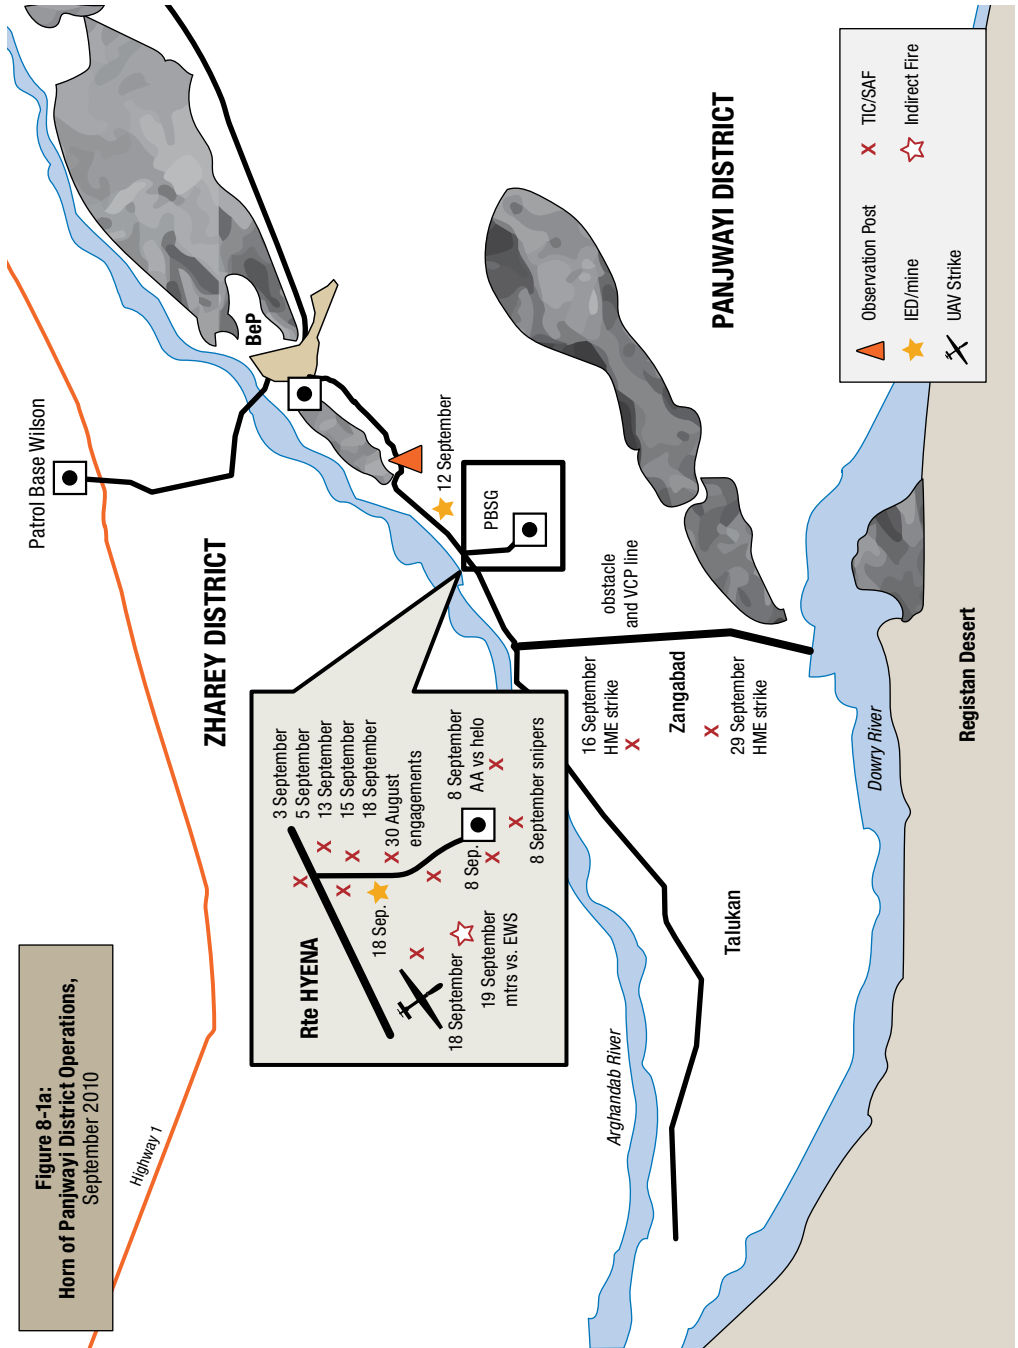 Figure 8-1a:
Horn of Panjwayi District Operations,
September 2010
Highway 1
Patrol Base Wilson
ZHAREY DISTRICT
BeP
PANJWAYI DISTRICT
12 September
PBSG
obstacle
and VCP line
Rte HYENA
3 September
5 September
13 September
15 September
18 September
30 August
engagements
18 Sep.
18 September
19 September
mtrs vs. EWS
8 September
AA vs helo
8 Sep.
8 September snipers
16 September
HME strike
Zangabad
29 September
HME strike
Talukan
Arghandab River
Dowry River
Registan Desert
Observation Post
TIC/SAF
IED/mine
Indirect Fire
UAV Strike